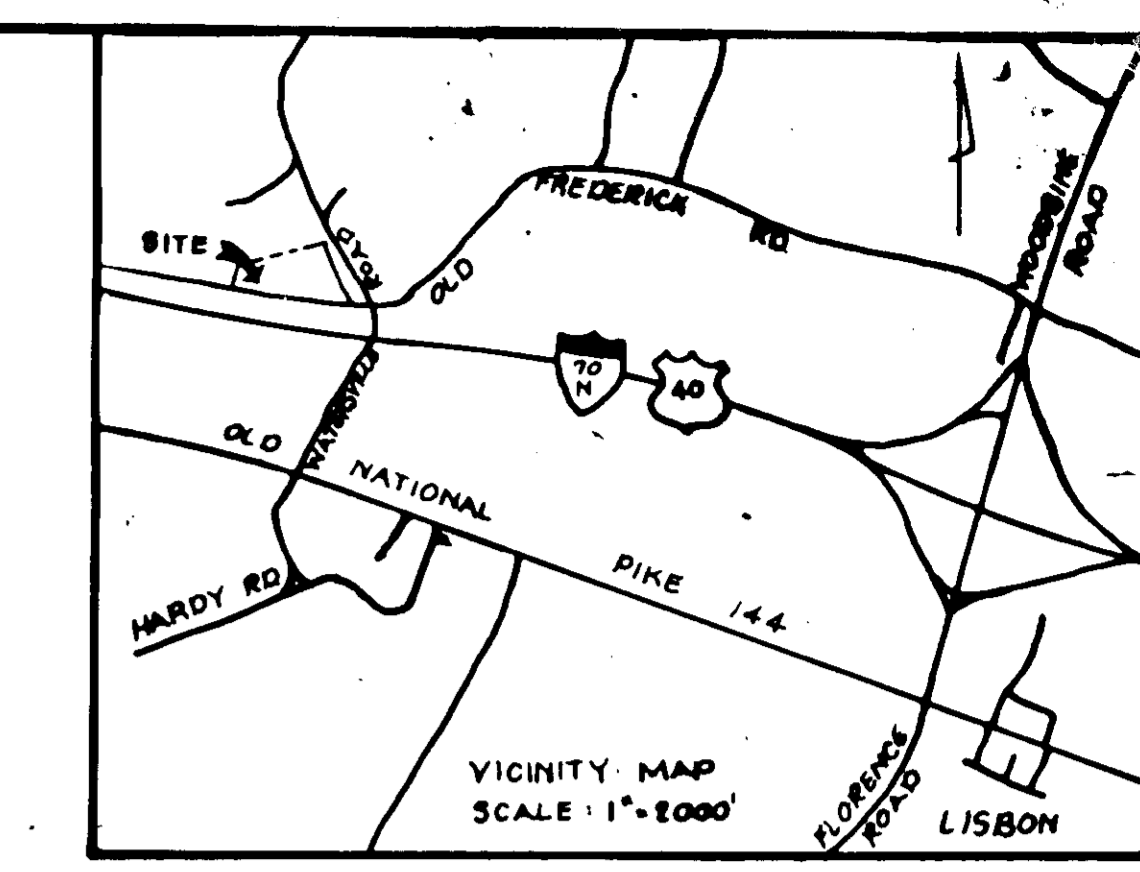 SITE
OLD
FREDERICK
RD
WOODBINE
ROAD
70
N
40
WATERSVILLE
ROAD
OLD
NATIONAL
PIKE
144
HARDY RD
FLORENCE
ROAD
LISBON
VICINITY MAP
SCALE : 1"=2000'